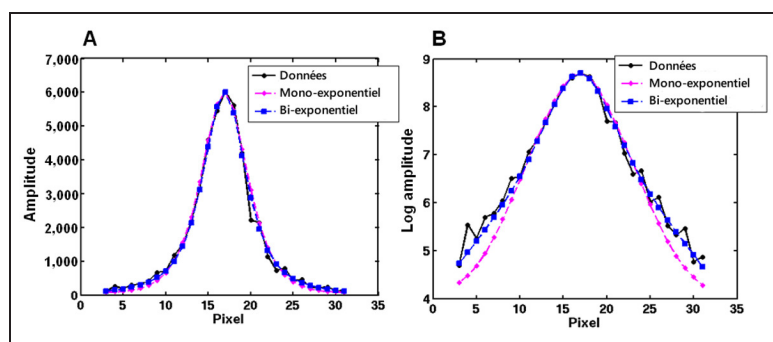 A
Amplitude
7,000
6,000
5,000
4,000
3,000
2,000
1,000
0
0 5 10 15 20 25 30 35
Pixel
Données
Mono-exponentiel
Bi-exponentiel
B
Log amplitude
9
8
7
6
5
4
0 5 10 15 20 25 30 35
Pixel
Données
Mono-exponentiel
Bi-exponentiel